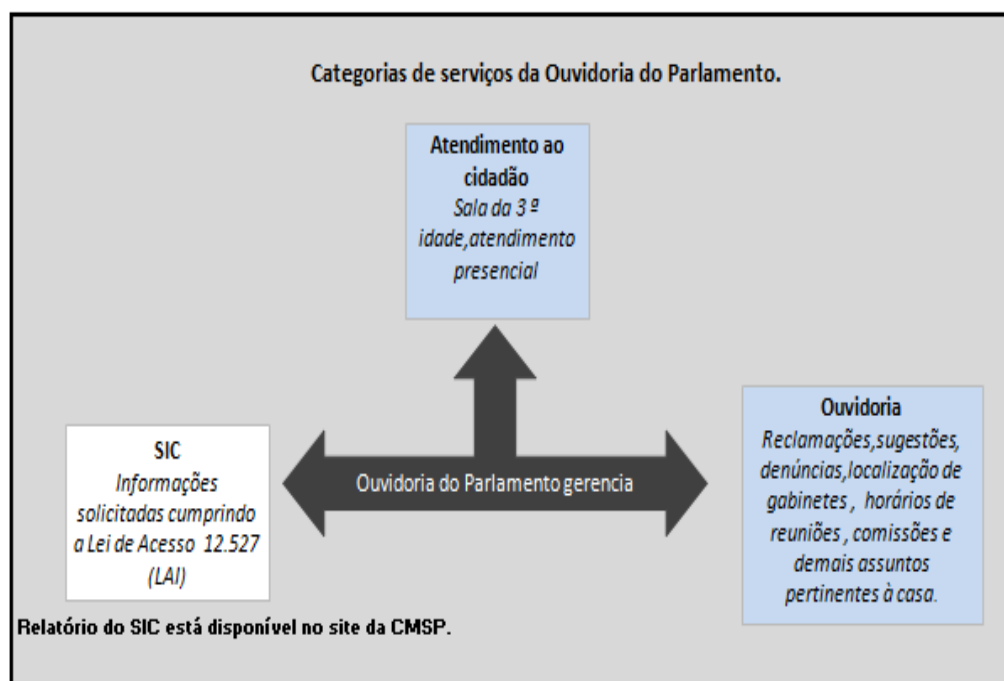 Categorias de serviços da Ouvidoria do Parlamento.
Atendimento ao
cidadão
Sala da 3 ª
idade,atendimento
presencial
SIC
Informações
solicitadas cumprindo
a Lei de Acesso 12.527
(LAI)
Ouvidoria do Parlamento gerencia
Ouvidoria
Reclamações,sugestões,
denúncias,localização de
gabinetes , horários de
reuniões , comissões e
demais assuntos
pertinentes à casa.
Relatório do SIC está disponível no site da CMSP.